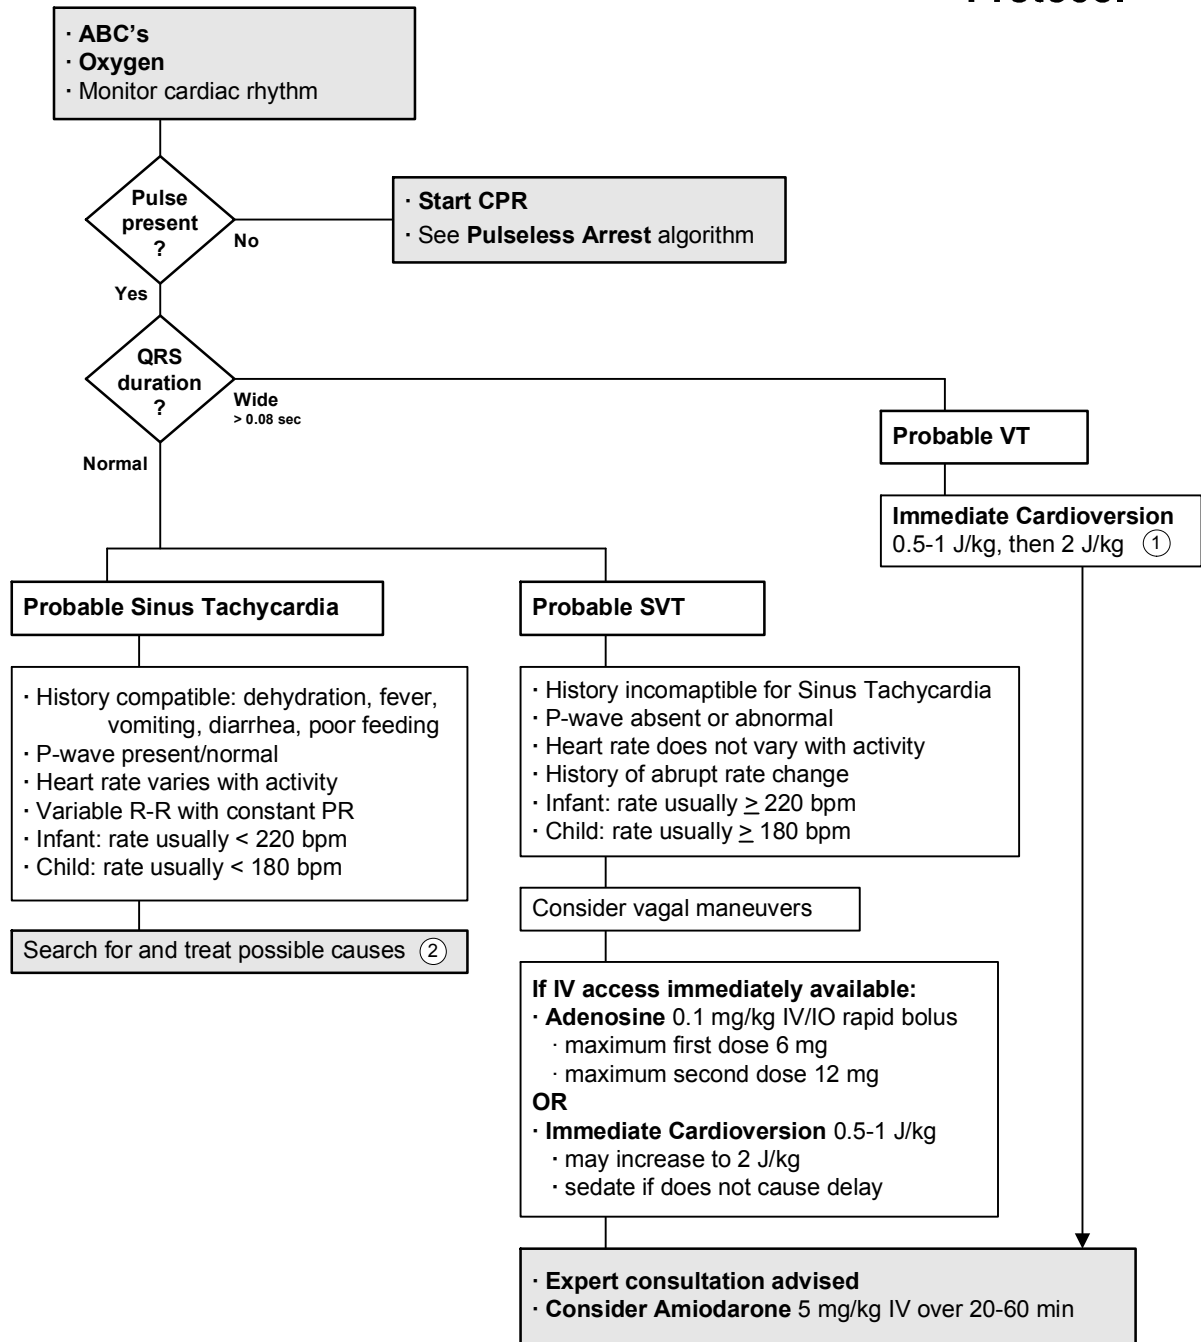 · ABC's
· Oxygen
· Monitor cardiac rhythm
Pulse
present
?
No
· Start CPR
· See Pulseless Arrest algorithm
Yes
QRS
duration
?
Wide
> 0.08 sec
Normal
Probable VT
Immediate Cardioversion
0.5-1 J/kg, then 2 J/kg 1
Probable Sinus Tachycardia
· History compatible: dehydration, fever,
vomiting, diarrhea, poor feeding
· P-wave present/normal
· Heart rate varies with activity
· Variable R-R with constant PR
· Infant: rate usually < 220 bpm
· Child: rate usually < 180 bpm
Search for and treat possible causes 2
Probable SVT
· History incomaptible for Sinus Tachycardia
· P-wave absent or abnormal
· Heart rate does not vary with activity
· History of abrupt rate change
· Infant: rate usually ≥ 220 bpm
· Child: rate usually ≥ 180 bpm
Consider vagal maneuvers
If IV access immediately available:
· Adenosine 0.1 mg/kg IV/IO rapid bolus
· maximum first dose 6 mg
· maximum second dose 12 mg
OR
· Immediate Cardioversion 0.5-1 J/kg
· may increase to 2 J/kg
· sedate if does not cause delay
· Expert consultation advised
· Consider Amiodarone 5 mg/kg IV over 20-60 min